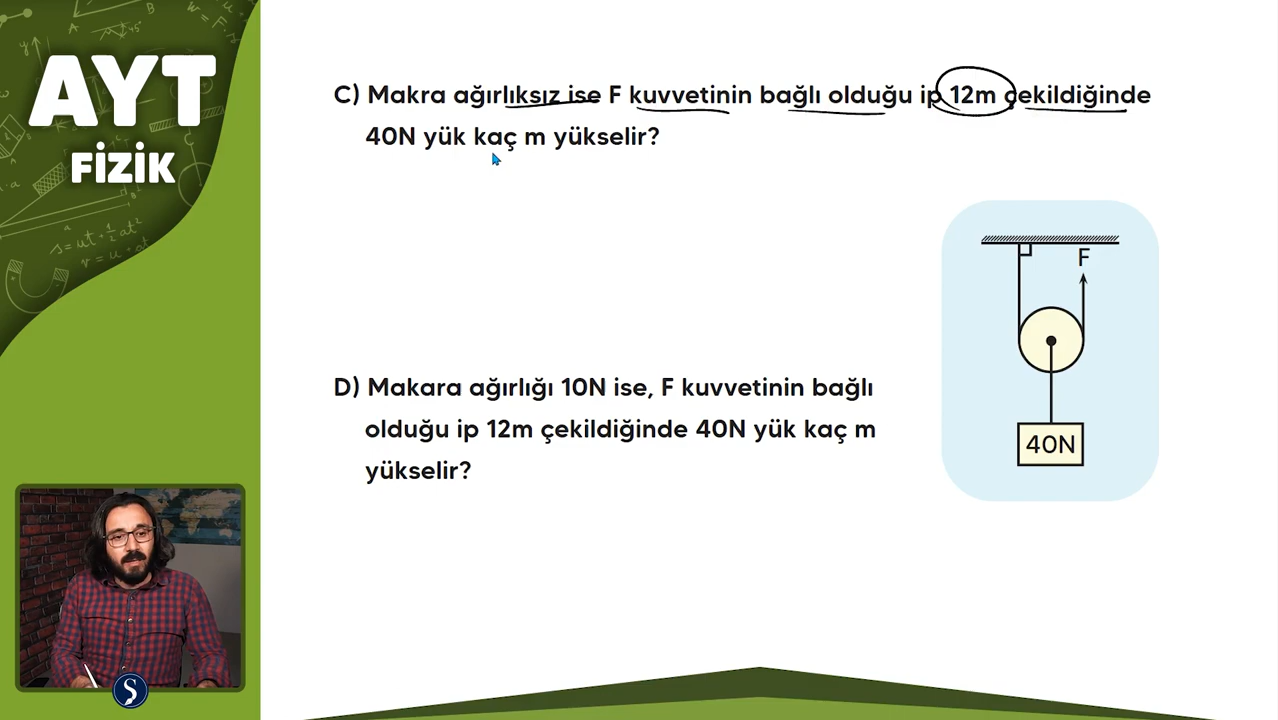 AYT
FİZİK
C) Makra ağırlıksız ise F kuvvetinin bağlı olduğu ip 12m çekildiğinde
40N yük kaç m yükselir?
F
40N
D) Makara ağırlığı 10N ise, F kuvvetinin bağlı
olduğu ip 12m çekildiğinde 40N yük kaç m
yükselir?
Ş